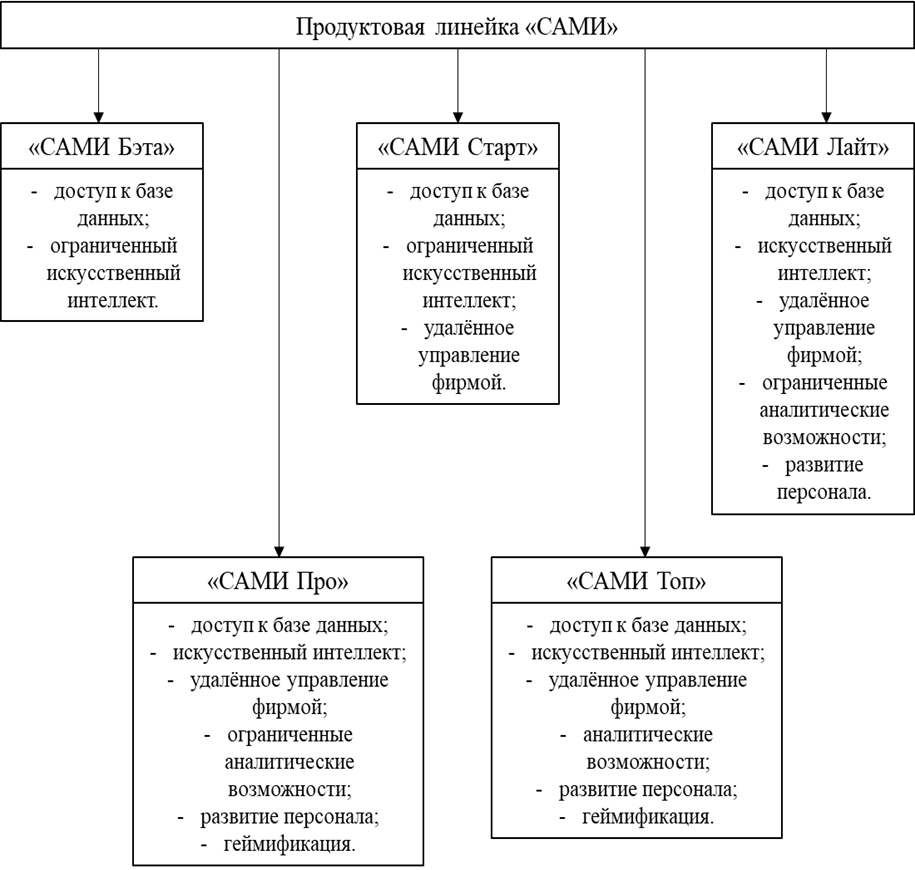 Продуктовая линейка «САМИ»
«САМИ Бэта»
- доступ к базе
данных;
- ограниченный
искусственный
интеллект.
«САМИ Старт»
- доступ к базе
данных;
- ограниченный
искусственный
интеллект;
- удалённое
управление
фирмой.
«САМИ Лайт»
- доступ к базе
данных;
- искусственный
интеллект;
- удалённое
управление
фирмой;
- ограниченные
аналитические
возможности;
- развитие
персонала.
«САМИ Про»
- доступ к базе данных;
- искусственный интеллект;
- удалённое управление
фирмой;
- ограниченные
аналитические
возможности;
- развитие персонала;
- геймификация.
«САМИ Топ»
- доступ к базе данных;
- искусственный интеллект;
- удалённое управление
фирмой;
- аналитические
возможности;
- развитие персонала;
- геймификация.